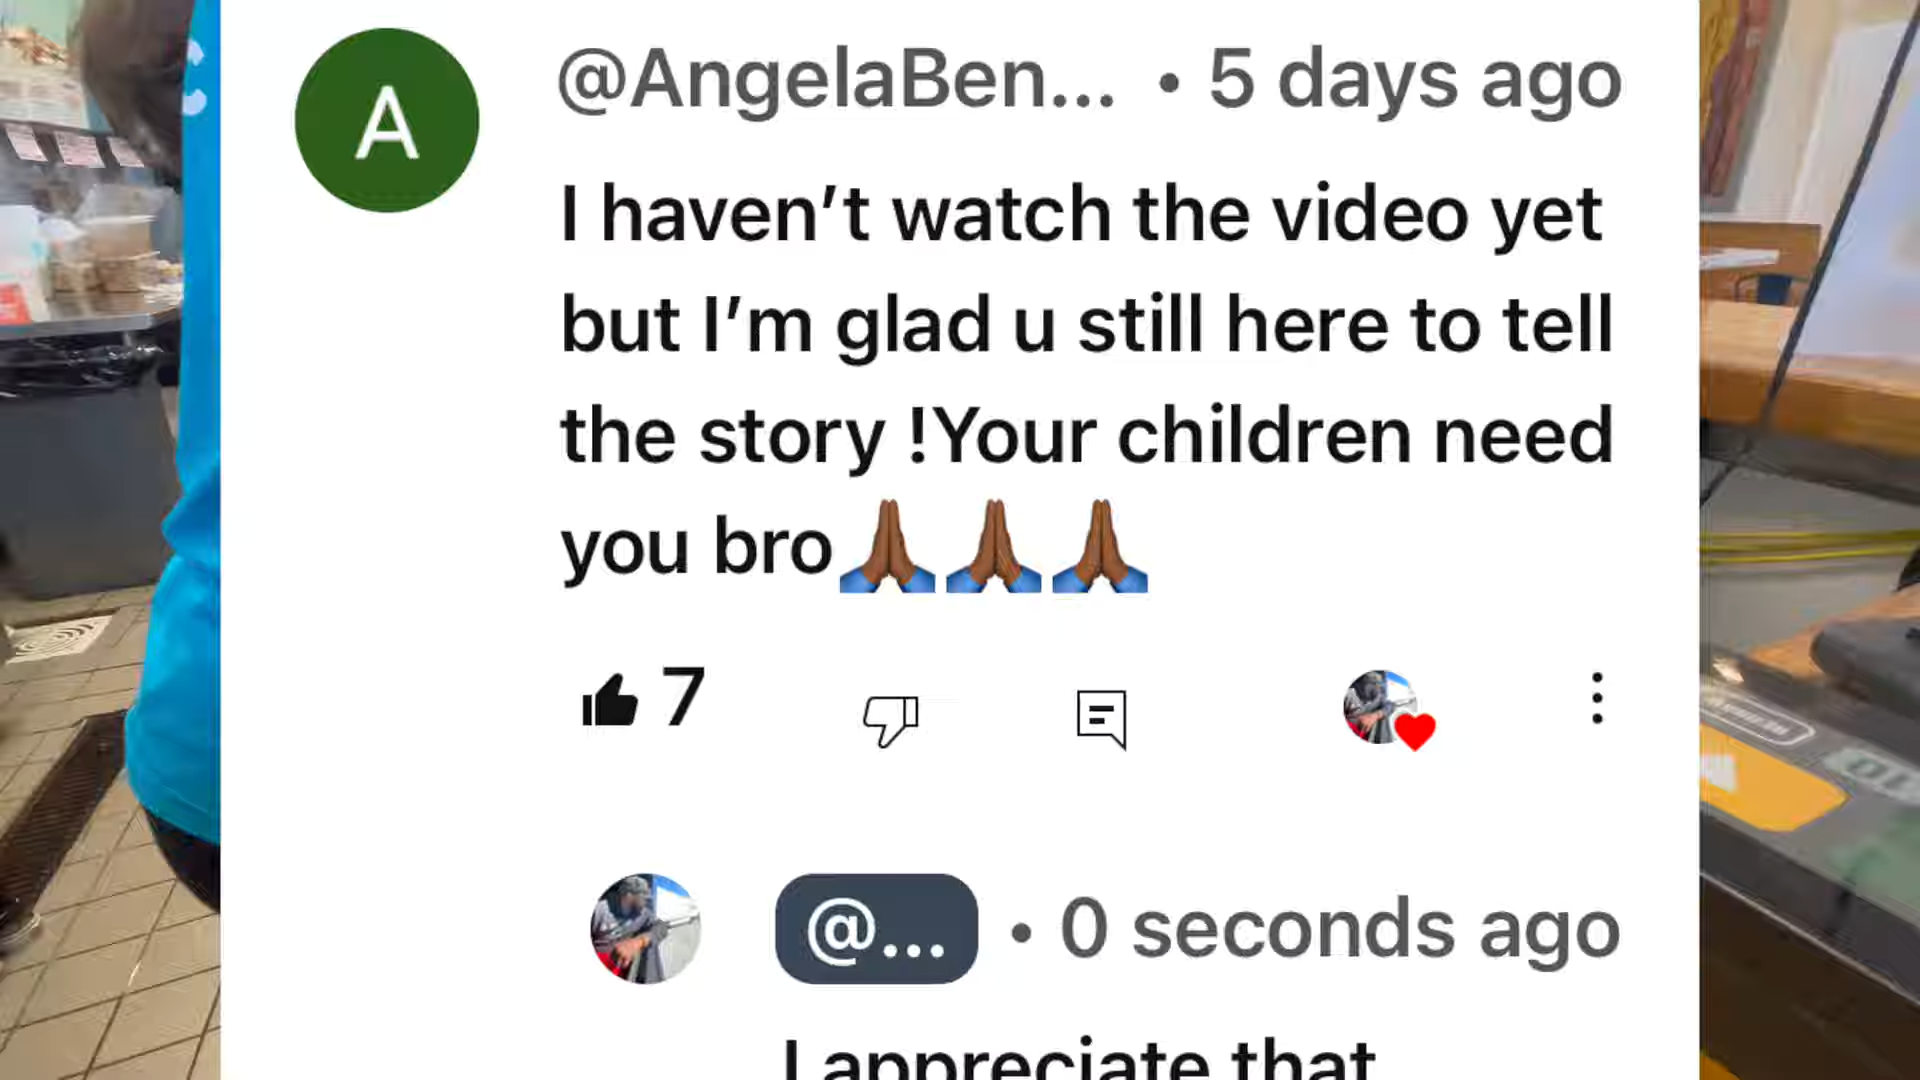 A
@AngelaBen... • 5 days ago
I haven’t watch the video yet
but I’m glad u still here to tell
the story !Your children need
you bro🙏🏾🙏🏾🙏🏾
7
@... • 0 seconds ago
I appreciate that